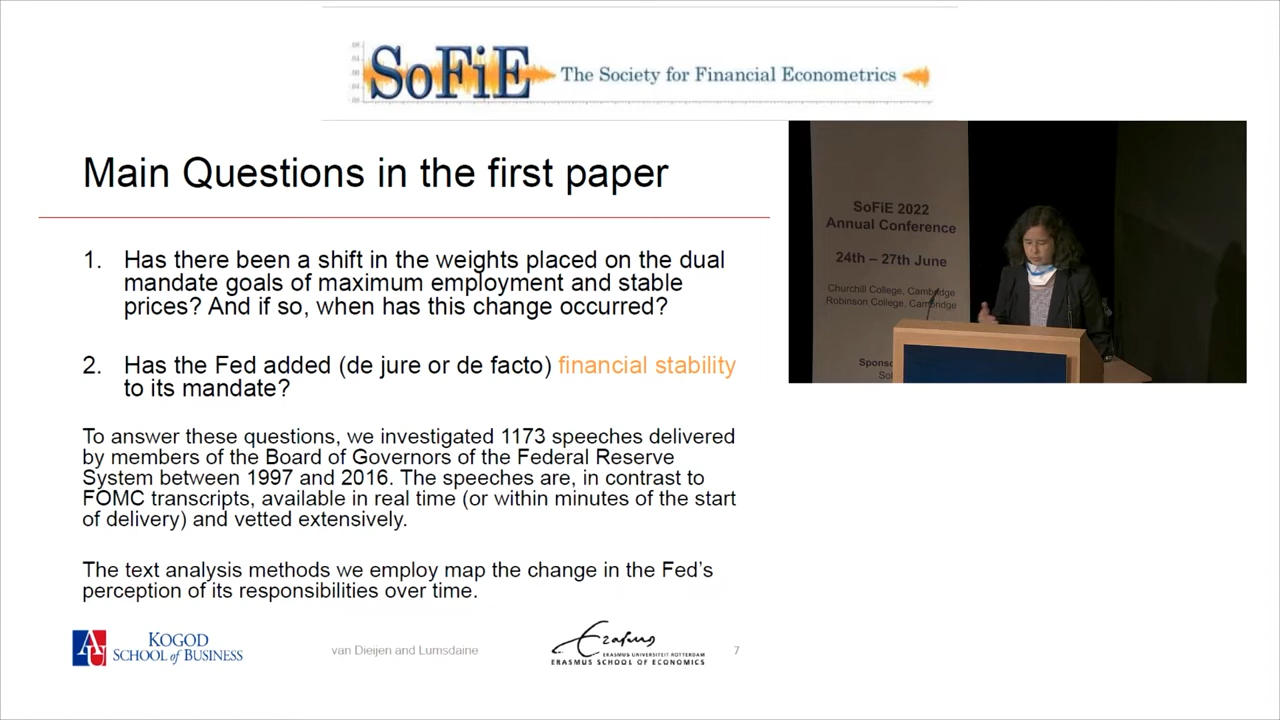 SoFiE The Society for Financial Econometrics
Main Questions in the first paper
1. Has there been a shift in the weights placed on the dual
mandate goals of maximum employment and stable
prices? And if so, when has this change occurred?
2. Has the Fed added (de jure or de facto) financial stability
to its mandate?
To answer these questions, we investigated 1173 speeches delivered
by members of the Board of Governors of the Federal Reserve
System between 1997 and 2016. The speeches are, in contrast to
FOMC transcripts, available in real time (or within minutes of the start
of delivery) and vetted extensively.
The text analysis methods we employ map the change in the Fed's
perception of its responsibilities over time.
AU KOGOD
SCHOOL of BUSINESS
van Dieijen and Lumsdaine
Erasmus
ERASMUS UNIVERSITEIT ROTTERDAM
ERASMUS SCHOOL OF ECONOMICS
7
SoFiE 2022
Annual Conference
24th – 27th June
Churchill College, Cambridge
Robinson College, Cambridge